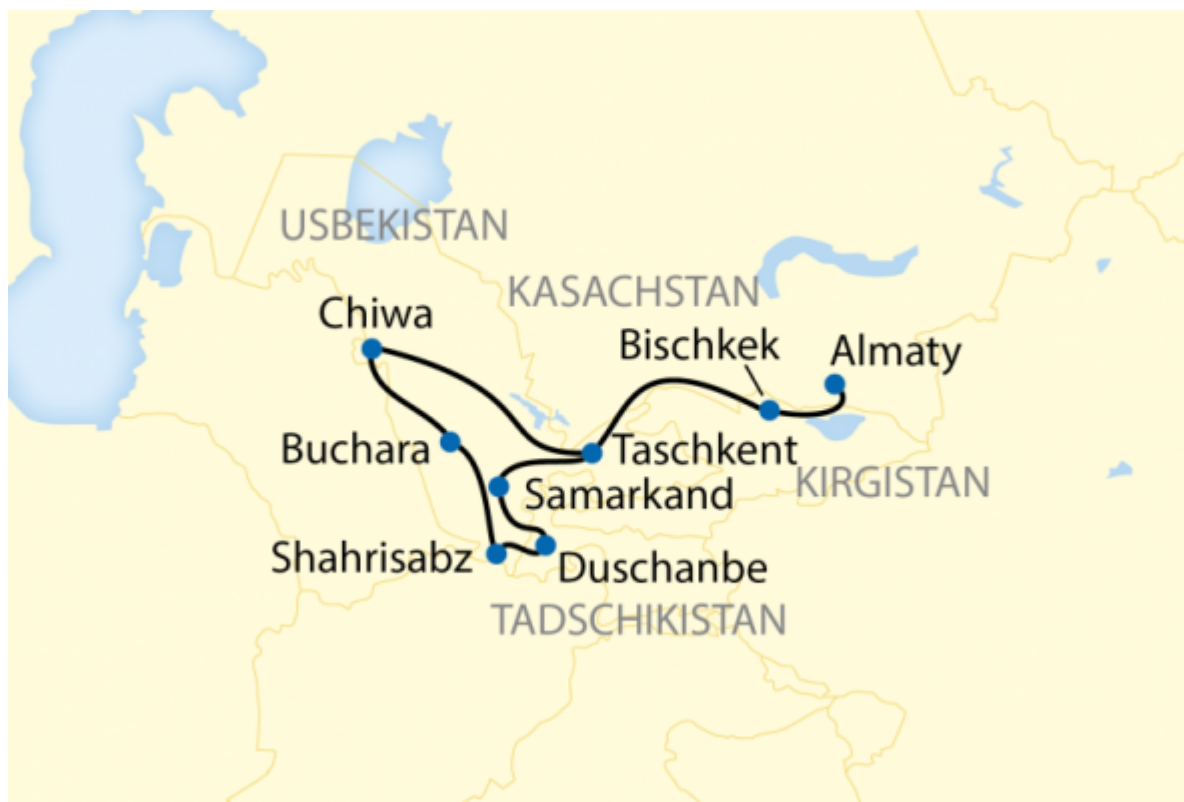 USBEKISTAN
KASACHSTAN
Chiwa
Bischkek
Almaty
Buchara
Taschkent
KIRGISTAN
Samarkand
Shahrisabz
Duschanbe
TADSCHIKISTAN